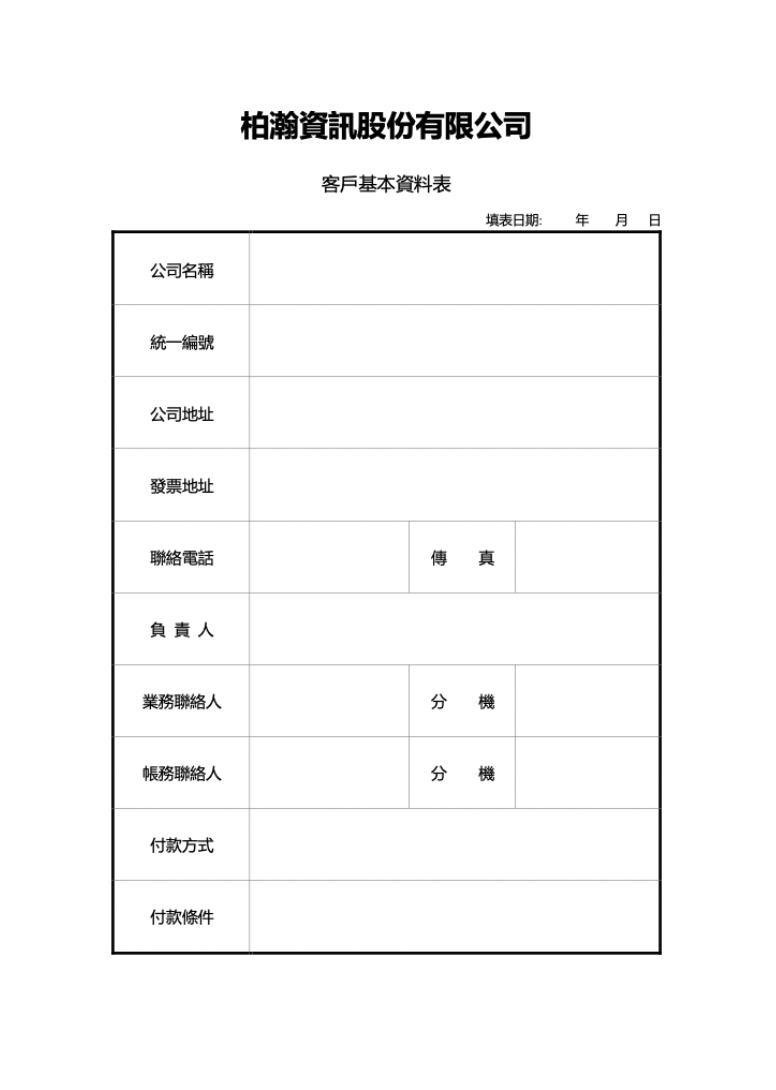 柏瀚資訊股份有限公司
客戶基本資料表
填表日期: 年 月 日
公司名稱
統一編號
公司地址
發票地址
聯絡電話 傳 真
負 責 人
業務聯絡人 分 機
帳務聯絡人 分 機
付款方式
付款條件